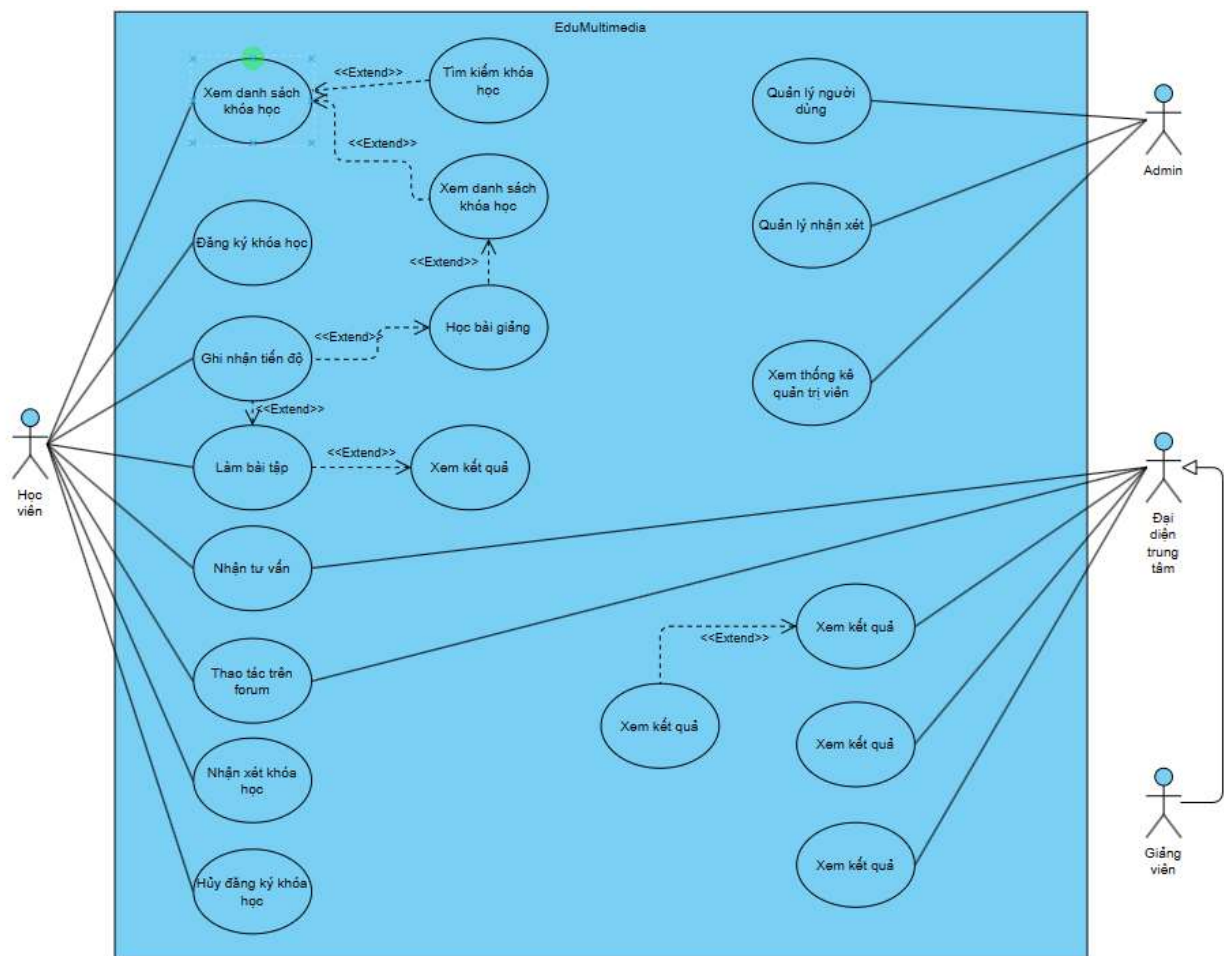 EduMultimedia
Xem danh sách
khóa học
<<Extend>>
Tìm kiếm khóa
học
<<Extend>>
Xem danh sách
khóa học
Đăng ký khóa học
<<Extend>>
Ghi nhận tiến độ
<<Extend>>
Học bài giảng
<<Extend>>
Làm bài tập
<<Extend>>
Xem kết quả
Học
viên
Nhận tư vấn
Thao tác trên
forum
Nhận xét khóa
học
Hủy đăng ký khóa
học
Quản lý người
dùng
Admin
Quản lý nhận xét
Xem thống kê
quản trị viên
Đại
diện
trung
tâm
<<Extend>>
Xem kết quả
Xem kết quả
Xem kết quả
Xem kết quả
Giảng
viên